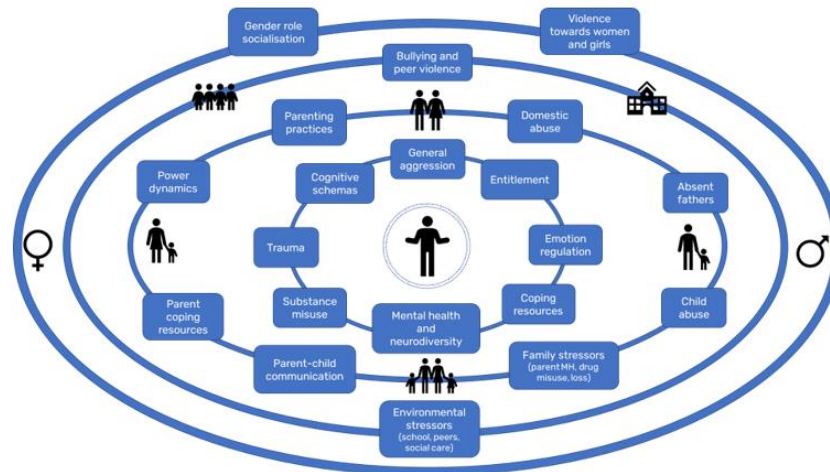 Gender role
socialisation
Violence
towards women
and girls
Bullying and
peer violence
Parenting
practices
Domestic
abuse
General
aggression
Power
dynamics
Cognitive
schemas
Entitlement
Absent
fathers
Trauma
Emotion
regulation
Parent
coping
resources
Substance
misuse
Mental health
and
neurodiversity
Coping
resources
Child
abuse
Parent-child
communication
Family stressors
(parent MH, drug
misuse, loss)
Environmental
stressors
(school, peers,
social care)